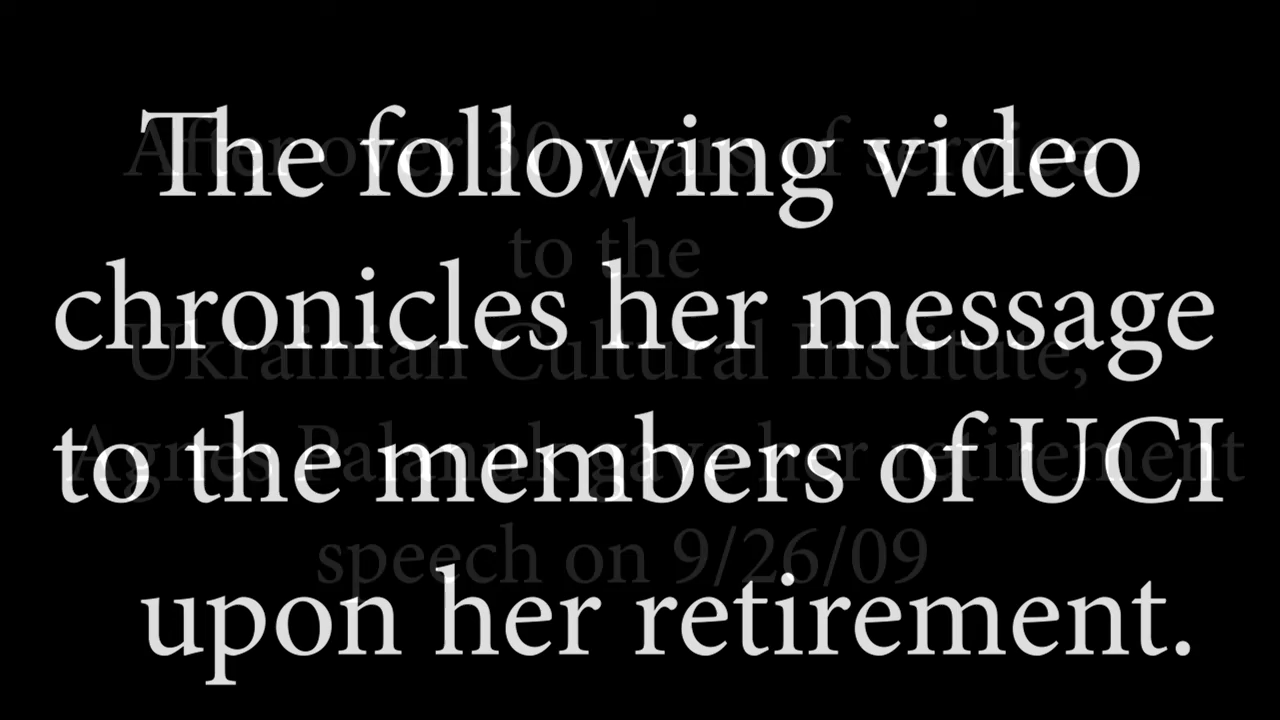 The following video
chronicles her message
to the members of UCI
upon her retirement.
After over 30 years of service
to the
Ukrainian Cultural Institute,
Agnes Palanuk gave her retirement
speech on 9/26/09